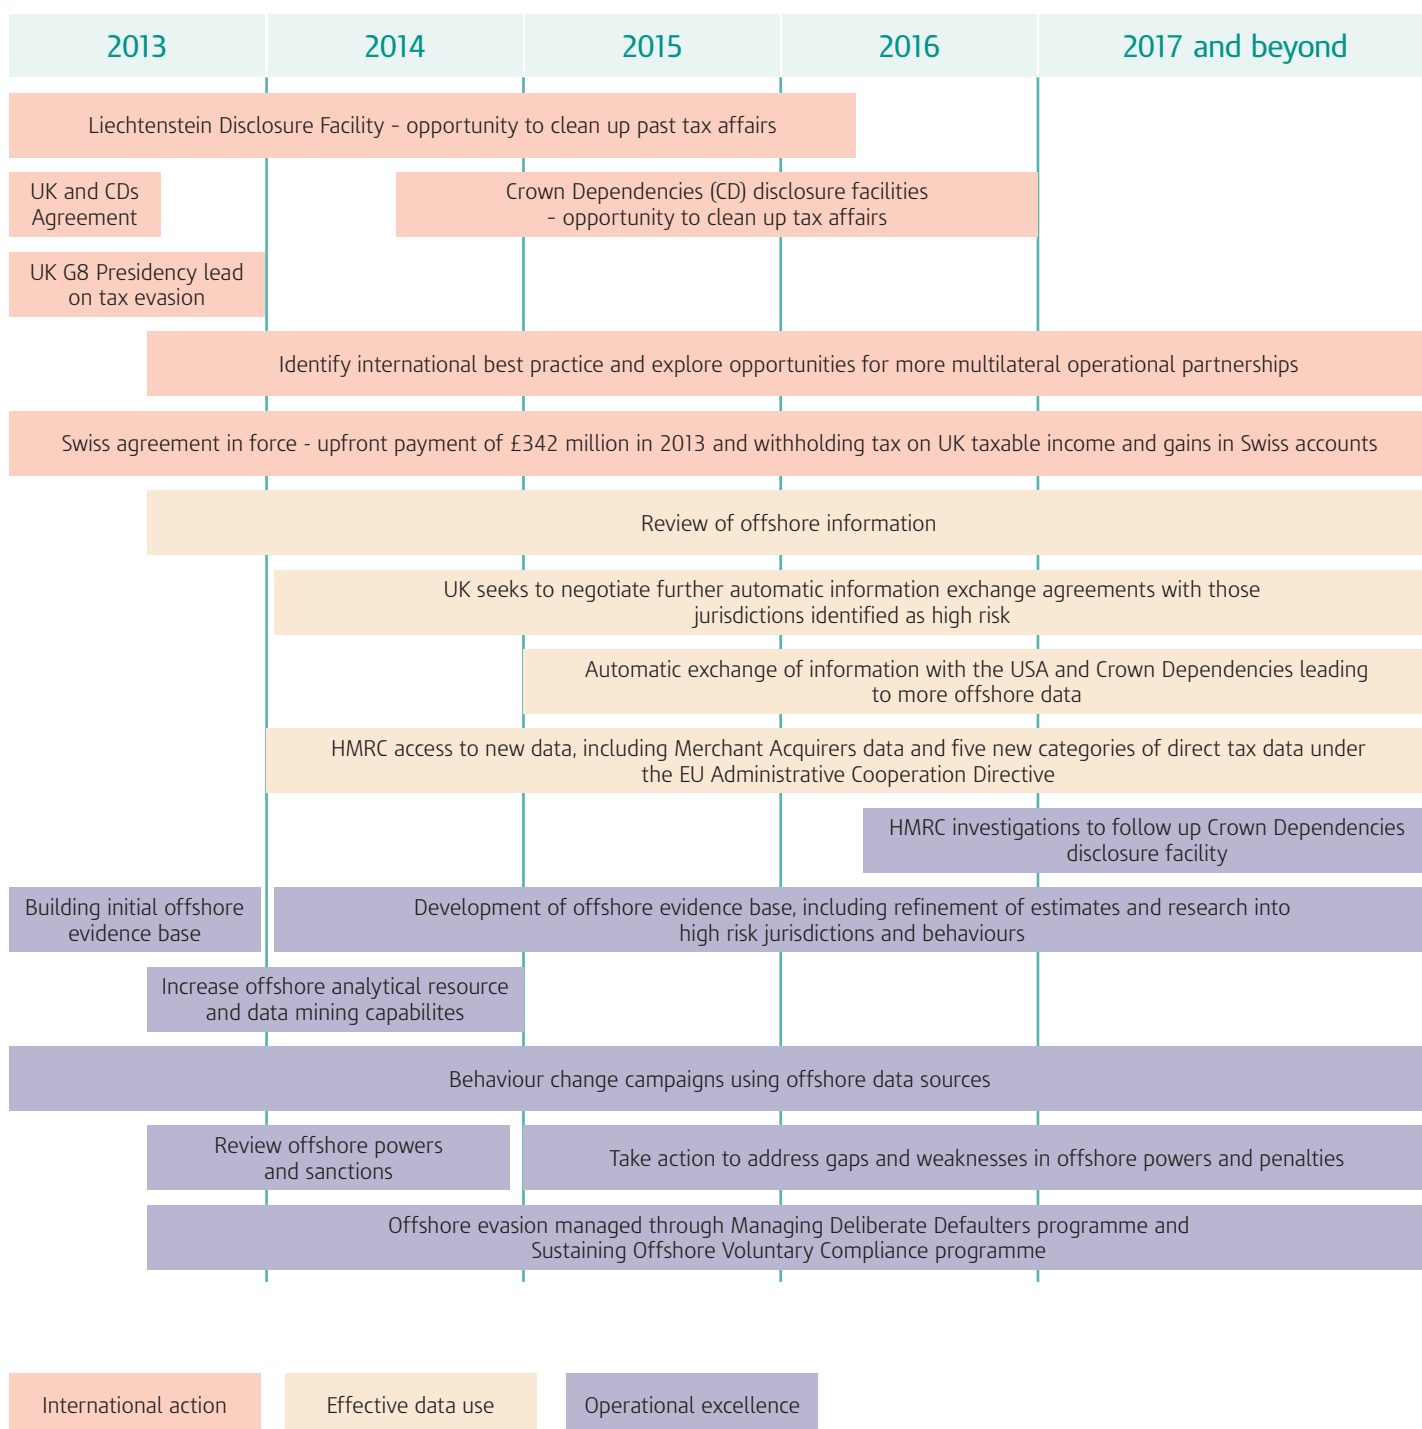 2013
2014
2015
2016
2017 and beyond
Liechtenstein Disclosure Facility - opportunity to clean up past tax affairs
UK and CDs
Agreement
Crown Dependencies (CD) disclosure facilities
- opportunity to clean up tax affairs
UK G8 Presidency lead
on tax evasion
Identify international best practice and explore opportunities for more multilateral operational partnerships
Swiss agreement in force - upfront payment of £342 million in 2013 and withholding tax on UK taxable income and gains in Swiss accounts
Review of offshore information
UK seeks to negotiate further automatic information exchange agreements with those
jurisdictions identified as high risk
Automatic exchange of information with the USA and Crown Dependencies leading
to more offshore data
HMRC access to new data, including Merchant Acquirers data and five new categories of direct tax data under
the EU Administrative Cooperation Directive
HMRC investigations to follow up Crown Dependencies
disclosure facility
Building initial offshore
evidence base
Development of offshore evidence base, including refinement of estimates and research into
high risk jurisdictions and behaviours
Increase offshore analytical resource
and data mining capabilites
Behaviour change campaigns using offshore data sources
Review offshore powers
and sanctions
Take action to address gaps and weaknesses in offshore powers and penalties
Offshore evasion managed through Managing Deliberate Defaulters programme and
Sustaining Offshore Voluntary Compliance programme
International action
Effective data use
Operational excellence